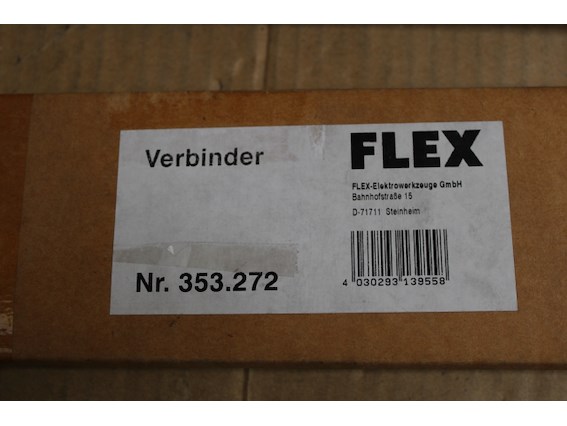 Verbinder
Nr. 353.272
FLEX
FLEX-Elektrowerkzeuge GmbH
Bahnhofstraße 15
D-71711 Steinheim
4 030293 139558